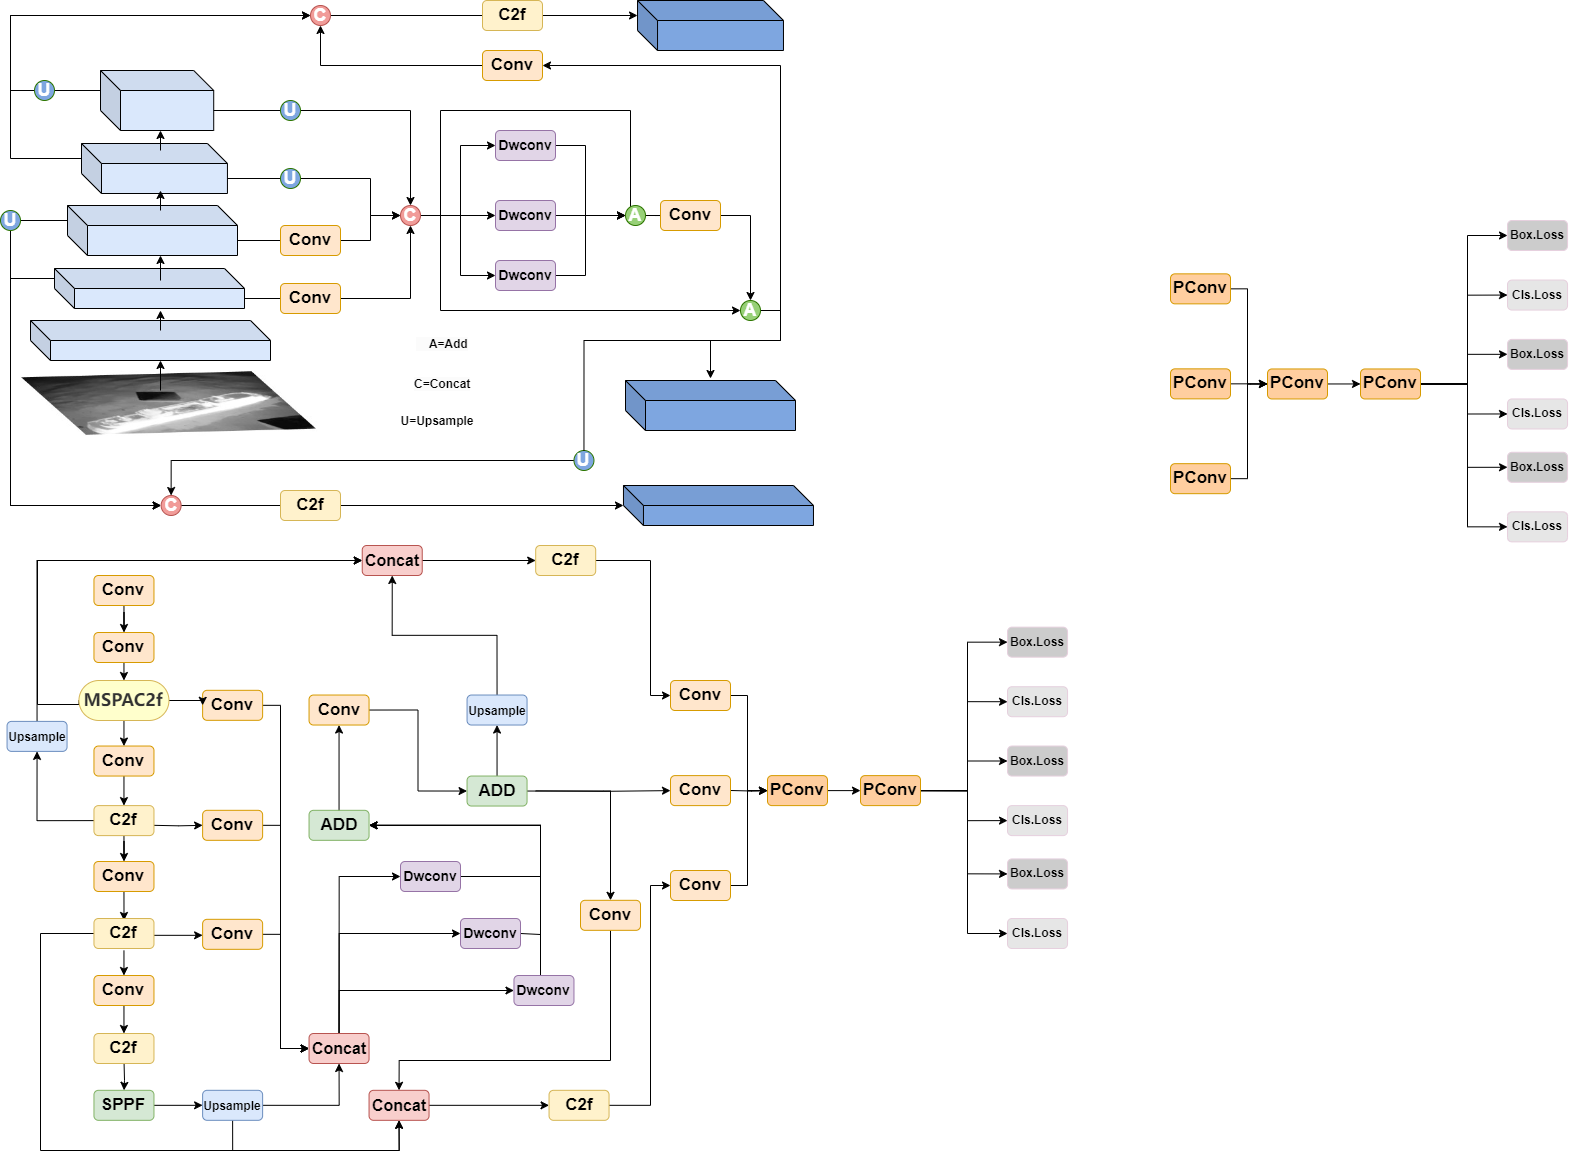 C
C2f
Conv
U
U
Dwconv
U
U
C
Dwconv
A
Conv
Conv
Dwconv
Conv
A
A=Add
C=Concat
U=Upsample
U
C
C2f
Box.Loss
PConv
Cls.Loss
Box.Loss
PConv
PConv
PConv
Cls.Loss
Box.Loss
PConv
Cls.Loss
Concat
C2f
Conv
Conv
MSPAC2f
Conv
Upsample
Conv
C2f
Conv
Conv
C2f
Conv
Conv
C2f
SPPF
Upsample
Conv
Upsample
ADD
ADD
Dwconv
Dwconv
Dwconv
Concat
Conv
Concat
C2f
Conv
Conv
Conv
PConv
PConv
Box.Loss
Cls.Loss
Box.Loss
Cls.Loss
Box.Loss
Cls.Loss